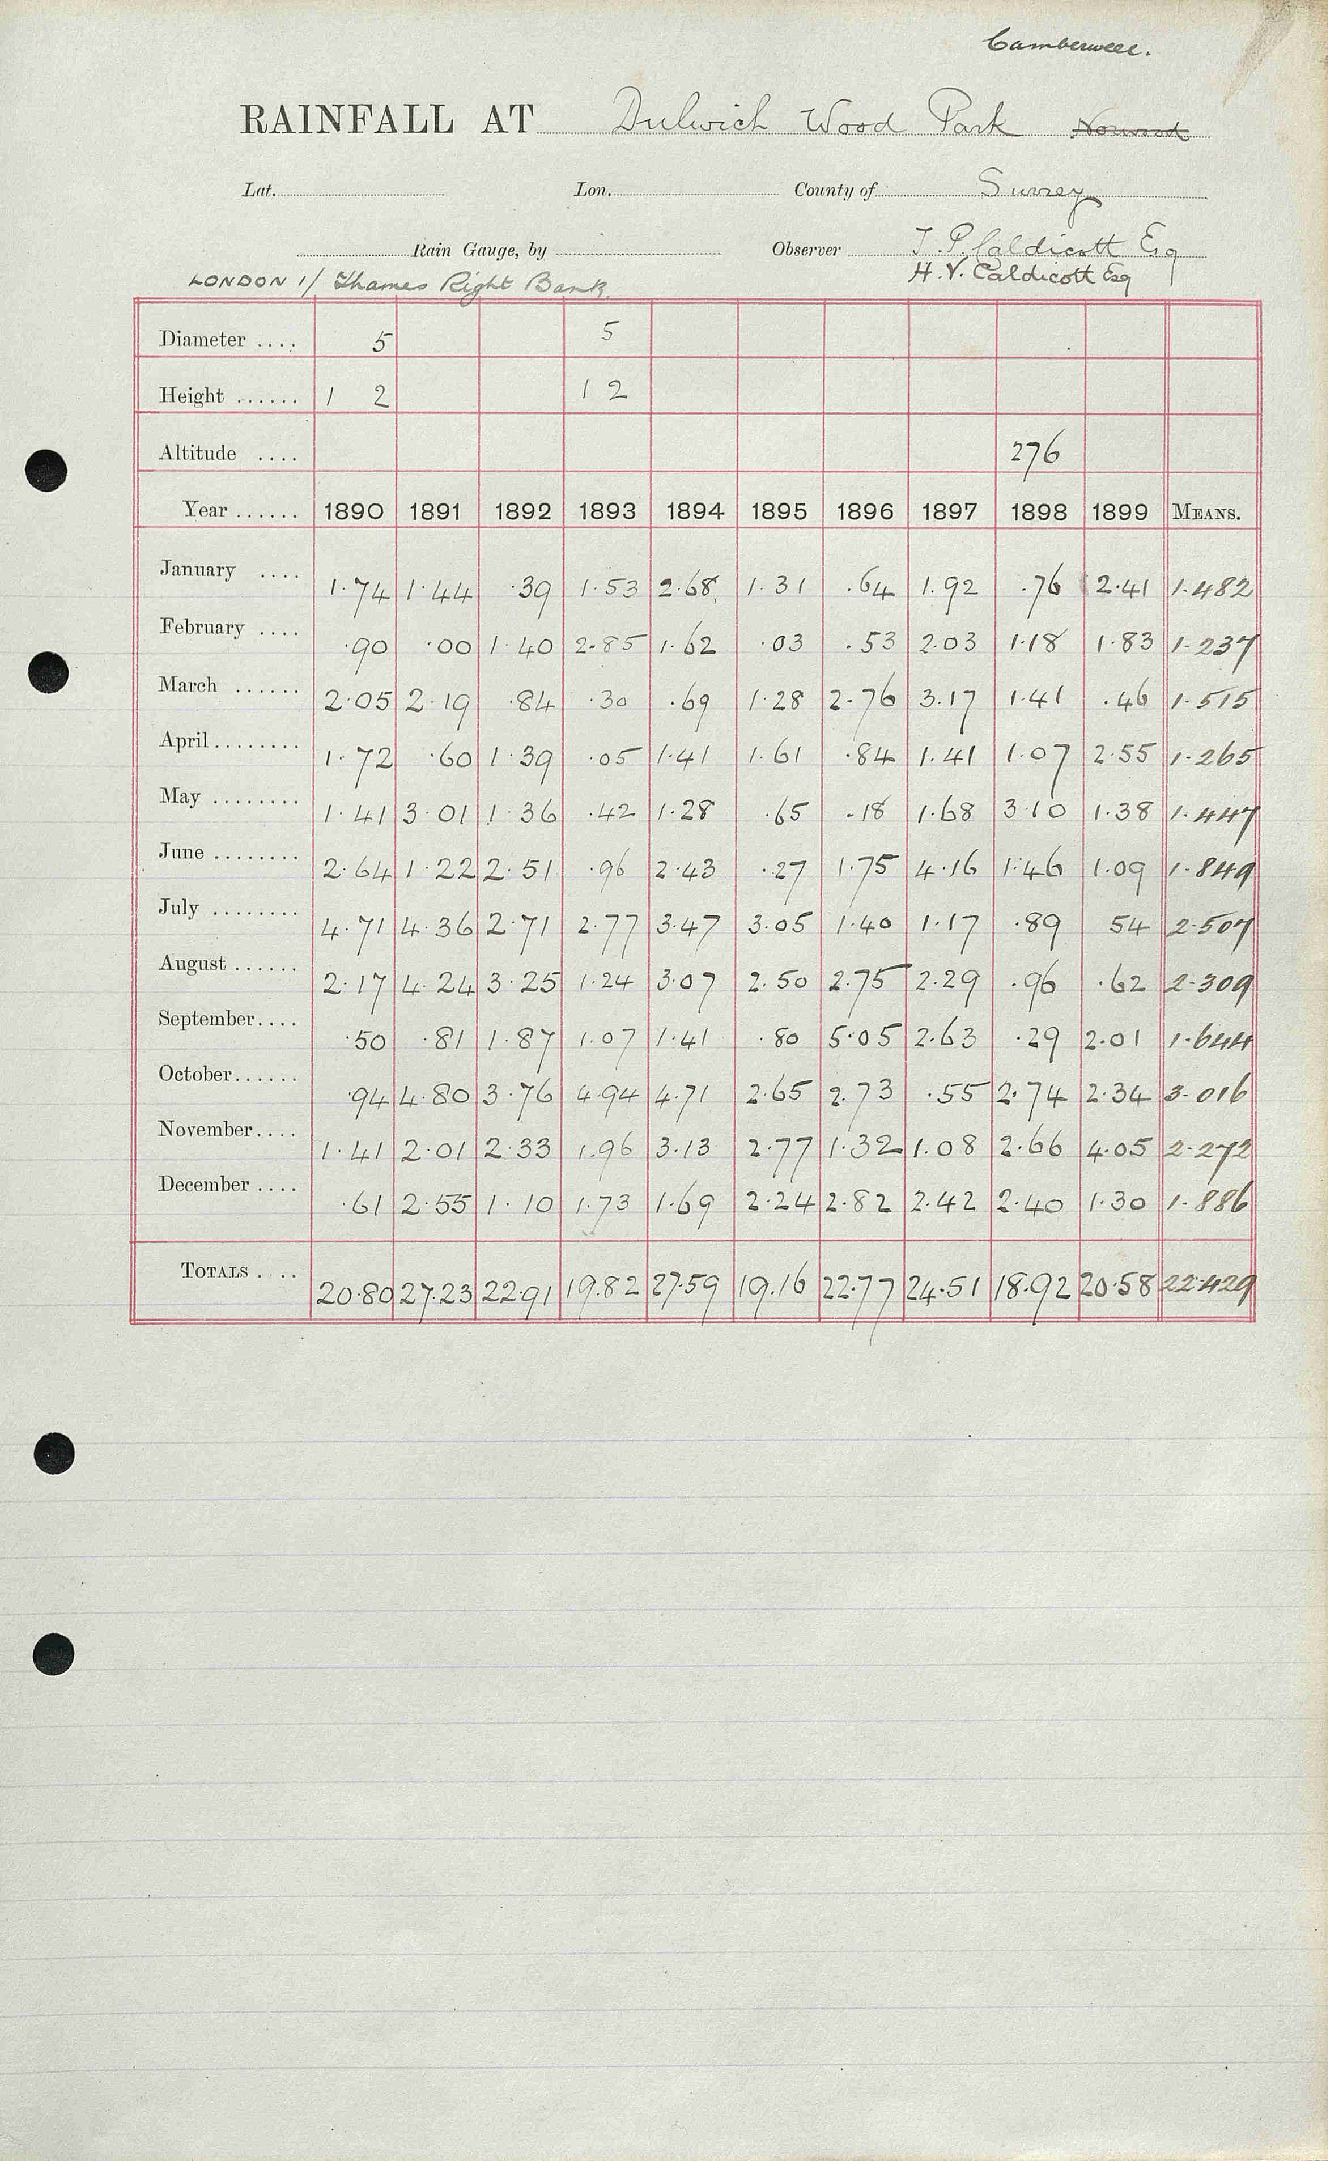 Camberwell.
RAINFALL AT Dulwich Wood Park Norwood
Lat. Lon. County of Surrey
Rain Gauge, by Observer T. P. Caldicott Esq
H. V. Caldicott Esq
LONDON 1/ Thames Right Bank
Diameter .... 5 5
Height ...... 1 2 1 2
Altitude .... 276
Year ...... 1890 1891 1892 1893 1894 1895 1896 1897 1898 1899 MEANS.
January .... 1.74 1.44 .39 1.53 2.68 1.31 .64 1.92 .76 2.41 1.482
February .... .90 .00 1.40 2.85 1.62 .03 .53 2.03 1.18 1.83 1.237
March ...... 2.05 2.19 .84 .30 .69 1.28 2.76 3.17 1.41 .46 1.515
April........ 1.72 .60 1.39 .05 1.41 1.61 .84 1.41 1.07 2.55 1.265
May ........ 1.41 3.01 1.36 .42 1.28 .65 .18 1.68 3.10 1.38 1.447
June ........ 2.64 1.22 2.51 .96 2.43 .27 1.75 4.16 1.46 1.09 1.849
July ........ 4.71 4.36 2.71 2.77 3.47 3.05 1.40 1.17 .89 54 2.507
August ...... 2.17 4.24 3.25 1.24 3.07 2.50 2.75 2.29 .96 .62 2.309
September.... .50 .81 1.87 1.07 1.41 .80 5.05 2.63 .29 2.01 1.644
October...... .94 4.80 3.76 4.94 4.71 2.65 2.73 .55 2.74 2.34 3.016
November.... 1.41 2.01 2.33 1.96 3.13 2.77 1.32 1.08 2.66 4.05 2.272
December .... .61 2.55 1.10 1.73 1.69 2.24 2.82 2.42 2.40 1.30 1.886
TOTALS .... 20.80 27.23 22.91 19.82 27.59 19.16 22.77 24.51 18.92 20.58 22.429